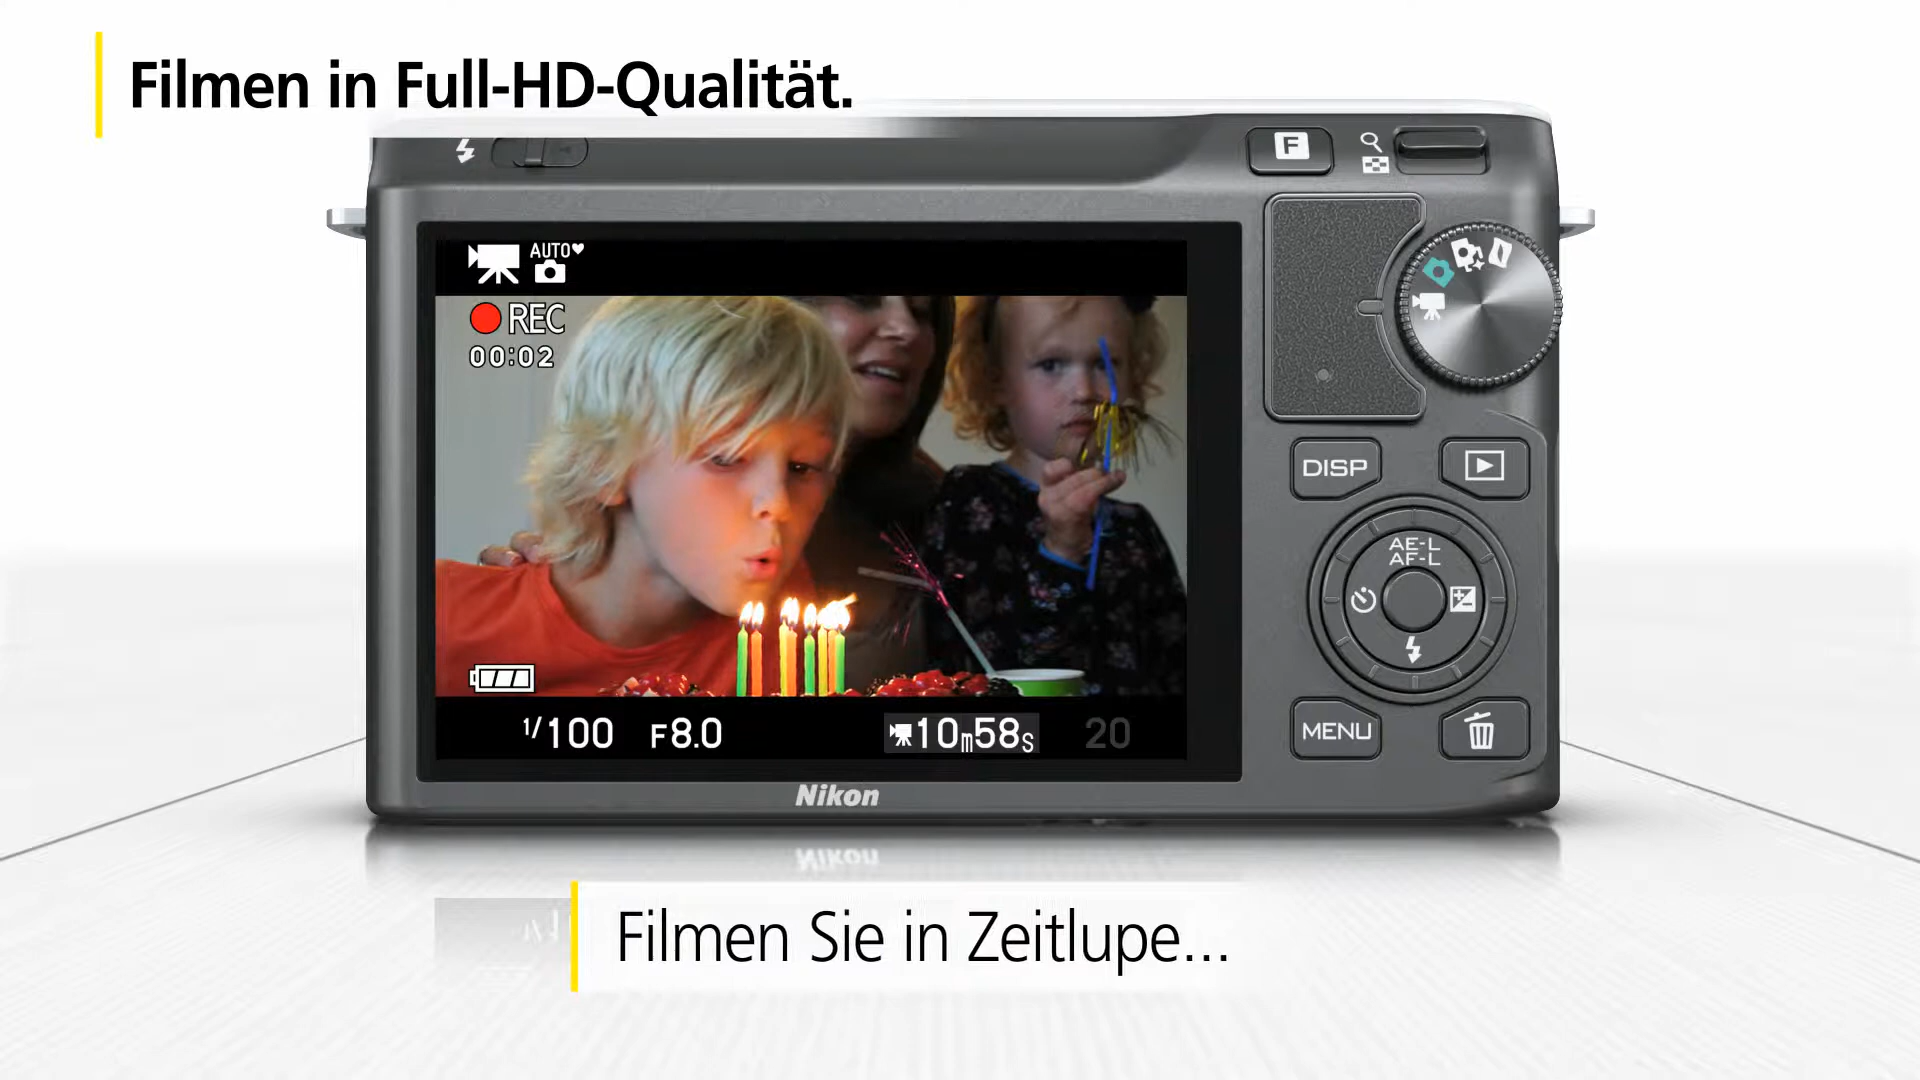 Filmen in Full-HD-Qualität.
F
AUTO
REC
00:02
DISP
AE-L
AF-L
1/100 F8.0 10m58s 20
MENU
Nikon
Filmen Sie in Zeitlupe...